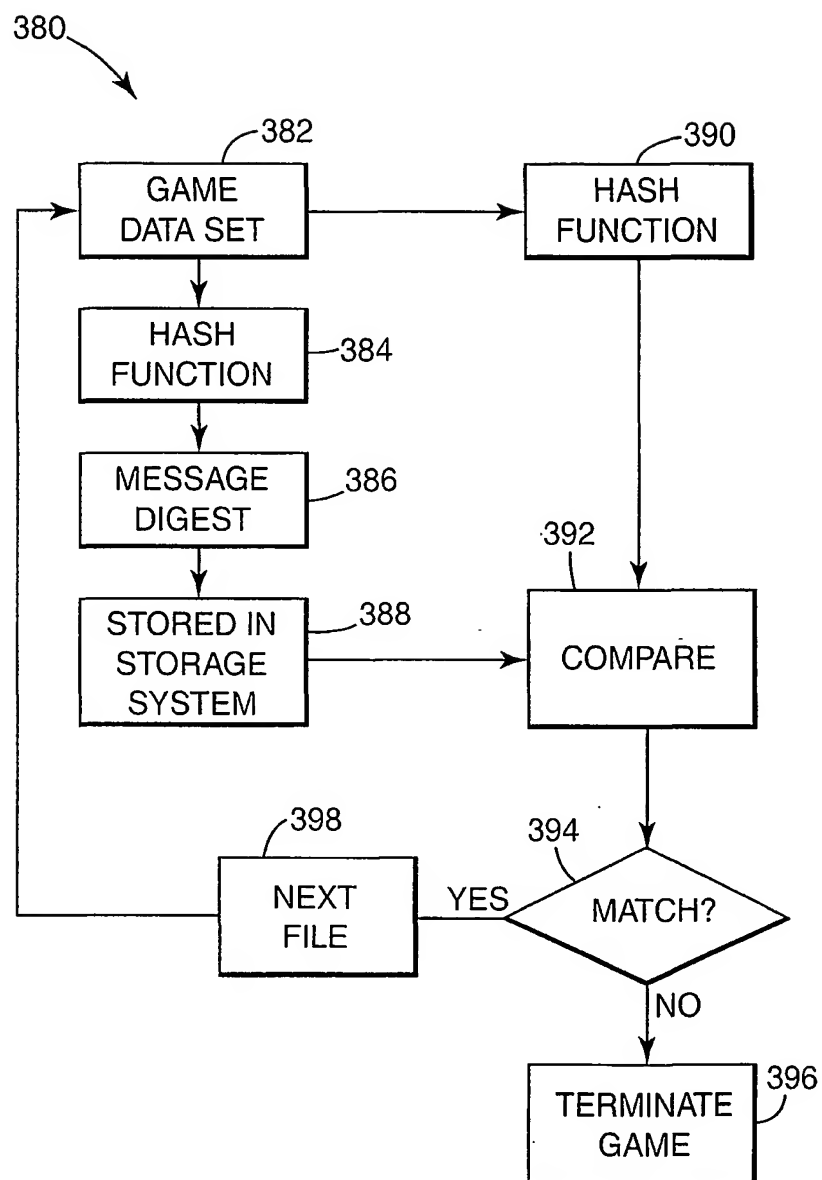 380
382
GAME
DATA SET
390
HASH
FUNCTION
HASH
FUNCTION
384
MESSAGE
DIGEST
386
STORED IN
STORAGE
SYSTEM
388
392
COMPARE
394
MATCH?
YES
398
NEXT
FILE
NO
TERMINATE
GAME
396